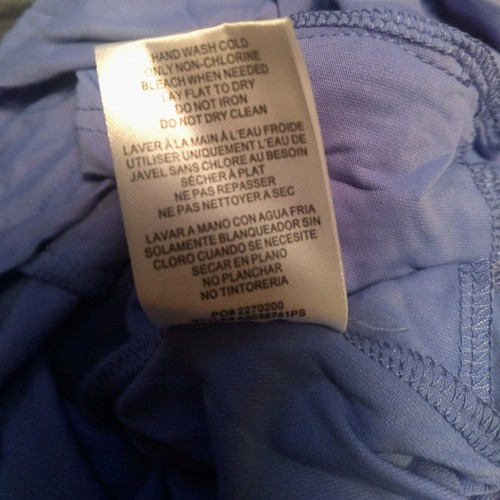 HAND WASH COLD
ONLY NON-CHLORINE
BLEACH WHEN NEEDED
LAY FLAT TO DRY
DO NOT IRON
DO NOT DRY CLEAN
LAVER À LA MAIN À L'EAU FROIDE
UTILISER UNIQUEMENT L'EAU DE
JAVEL SANS CHLORE AU BESOIN
SÉCHER À PLAT
NE PAS REPASSER
NE PAS NETTOYER A SEC
LAVAR A MANO CON AGUA FRIA
SOLAMENTE BLANQUEADOR SIN
CLORO CUANDO SE NECESITE
SECAR EN PLANO
NO PLANCHAR
NO TINTORERIA
PO# 2270200